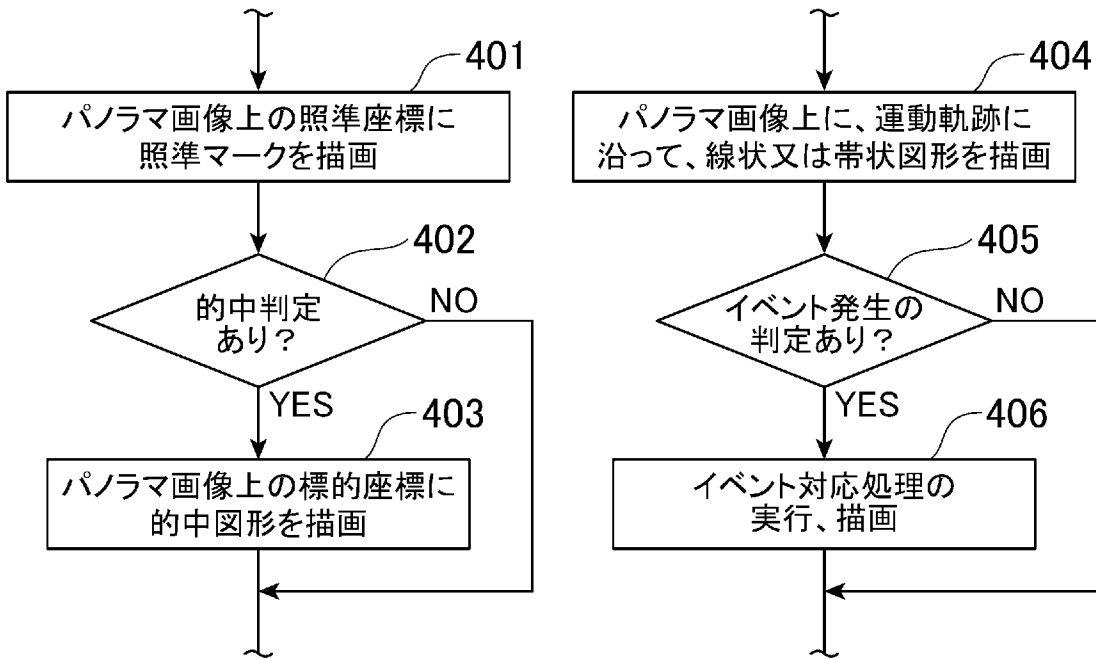 401
パノラマ画像上の照準座標に
照準マークを描画
402
的中判定
あり?
NO
YES
403
パノラマ画像上の標的座標に
的中図形を描画
404
パノラマ画像上に、運動軌跡に
沿って、線状又は帯状図形を描画
405
イベント発生の
判定あり?
NO
YES
406
イベント対応処理の
実行、描画